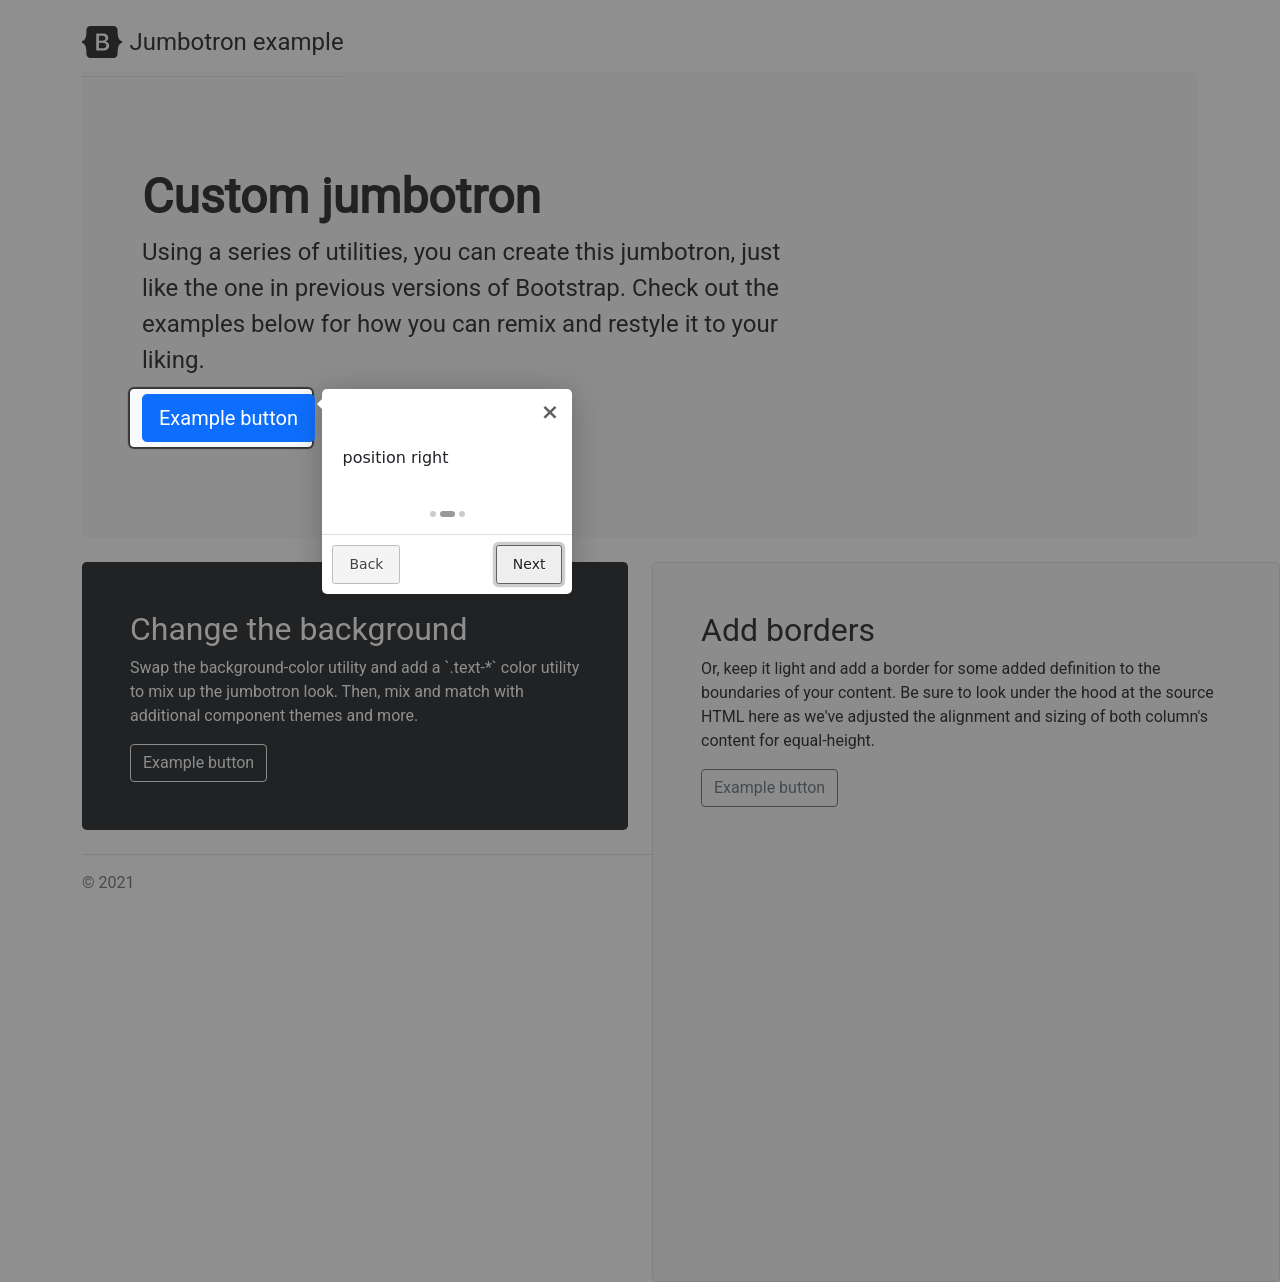 B Jumbotron example
Custom jumbotron
Using a series of utilities, you can create this jumbotron, just
like the one in previous versions of Bootstrap. Check out the
examples below for how you can remix and restyle it to your
liking.
Example button
×
position right
Back
Next
Change the background
Swap the background-color utility and add a `.text-*` color utility
to mix up the jumbotron look. Then, mix and match with
additional component themes and more.
Example button
Add borders
Or, keep it light and add a border for some added definition to the
boundaries of your content. Be sure to look under the hood at the source
HTML here as we've adjusted the alignment and sizing of both column's
content for equal-height.
Example button
© 2021